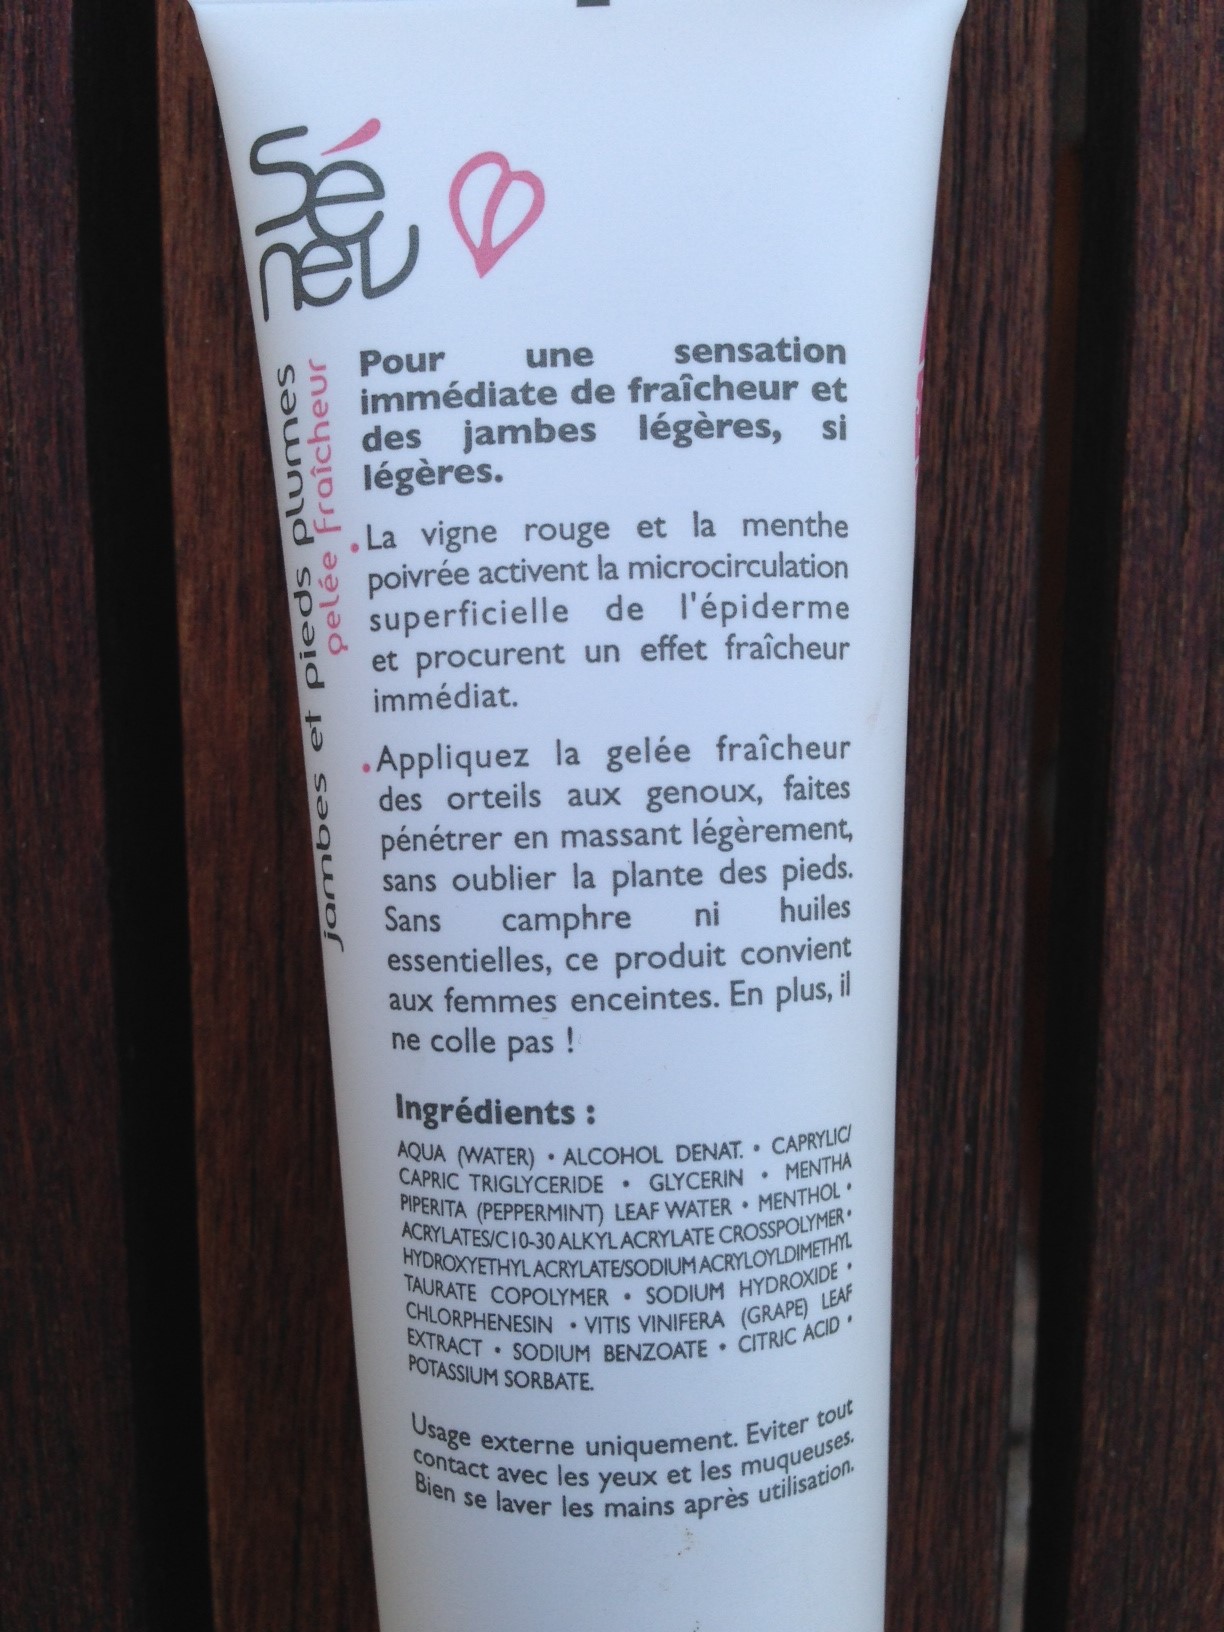 Sé
nev
jambes et pieds plumes
gelée fraîcheur
Pour une sensation
immédiate de fraîcheur et
des jambes légères, si
légères.
• La vigne rouge et la menthe
poivrée activent la microcirculation
superficielle de l'épiderme
et procurent un effet fraîcheur
immédiat.
• Appliquez la gelée fraîcheur
des orteils aux genoux, faites
pénétrer en massant légèrement,
sans oublier la plante des pieds.
Sans camphre ni huiles
essentielles, ce produit convient
aux femmes enceintes. En plus, il
ne colle pas !
Ingrédients :
AQUA (WATER) • ALCOHOL DENAT. • CAPRYLIC/
CAPRIC TRIGLYCERIDE • GLYCERIN • MENTHA
PIPERITA (PEPPERMINT) LEAF WATER • MENTHOL •
ACRYLATES/C10-30 ALKYL ACRYLATE CROSSPOLYMER •
HYDROXYETHYL ACRYLATE/SODIUM ACRYLOYLDIMETHYL
TAURATE COPOLYMER • SODIUM HYDROXIDE •
CHLORPHENESIN • VITIS VINIFERA (GRAPE) LEAF
EXTRACT • SODIUM BENZOATE • CITRIC ACID •
POTASSIUM SORBATE.
Usage externe uniquement. Eviter tout
contact avec les yeux et les muqueuses.
Bien se laver les mains après utilisation.